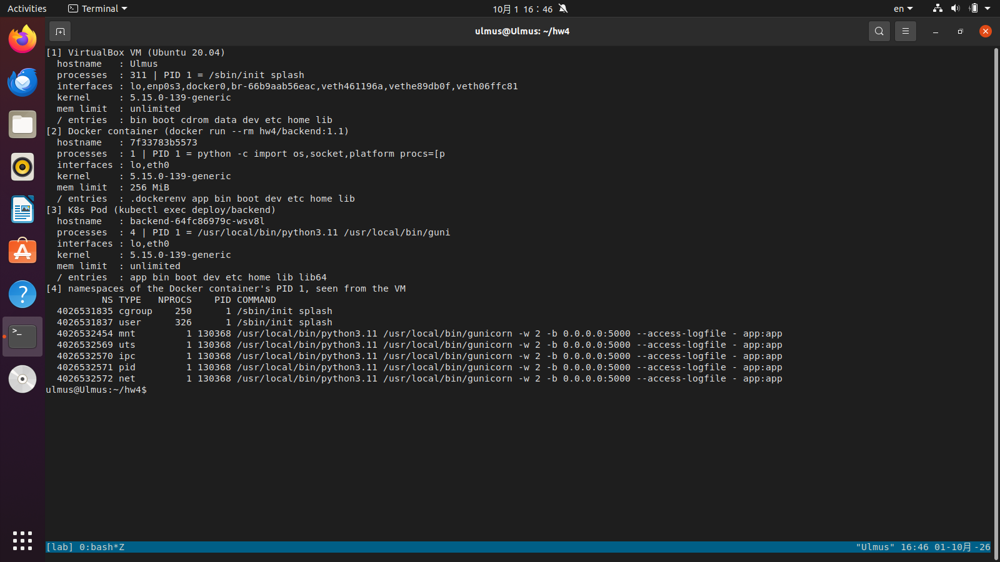 Activities Terminal 10月 1 16：46 en
ulmus@Ulmus: ~/hw4
[1] VirtualBox VM (Ubuntu 20.04)
  hostname   : Ulmus
  processes  : 311 | PID 1 = /sbin/init splash
  interfaces : lo,enp0s3,docker0,br-66b9aab56eac,veth461196a,vethe89db0f,veth06ffc81
  kernel     : 5.15.0-139-generic
  mem limit  : unlimited
  / entries  : bin boot cdrom data dev etc home lib
[2] Docker container (docker run --rm hw4/backend:1.1)
  hostname   : 7f33783b5573
  processes  : 1 | PID 1 = python -c import os,socket,platform procs=[p
  interfaces : lo,eth0
  kernel     : 5.15.0-139-generic
  mem limit  : 256 MiB
  / entries  : .dockerenv app bin boot dev etc home lib
[3] K8s Pod (kubectl exec deploy/backend)
  hostname   : backend-64fc86979c-wsv8l
  processes  : 4 | PID 1 = /usr/local/bin/python3.11 /usr/local/bin/guni
  interfaces : lo,eth0
  kernel     : 5.15.0-139-generic
  mem limit  : unlimited
  / entries  : app bin boot dev etc home lib lib64
[4] namespaces of the Docker container's PID 1, seen from the VM
          NS TYPE   NPROCS    PID COMMAND
  4026531835 cgroup    250      1 /sbin/init splash
  4026531837 user      326      1 /sbin/init splash
  4026532454 mnt         1 130368 /usr/local/bin/python3.11 /usr/local/bin/gunicorn -w 2 -b 0.0.0.0:5000 --access-logfile - app:app
  4026532569 uts         1 130368 /usr/local/bin/python3.11 /usr/local/bin/gunicorn -w 2 -b 0.0.0.0:5000 --access-logfile - app:app
  4026532570 ipc         1 130368 /usr/local/bin/python3.11 /usr/local/bin/gunicorn -w 2 -b 0.0.0.0:5000 --access-logfile - app:app
  4026532571 pid         1 130368 /usr/local/bin/python3.11 /usr/local/bin/gunicorn -w 2 -b 0.0.0.0:5000 --access-logfile - app:app
  4026532572 net         1 130368 /usr/local/bin/python3.11 /usr/local/bin/gunicorn -w 2 -b 0.0.0.0:5000 --access-logfile - app:app
ulmus@Ulmus:~/hw4$
[lab] 0:bash*Z "Ulmus" 16:46 01-10月-26